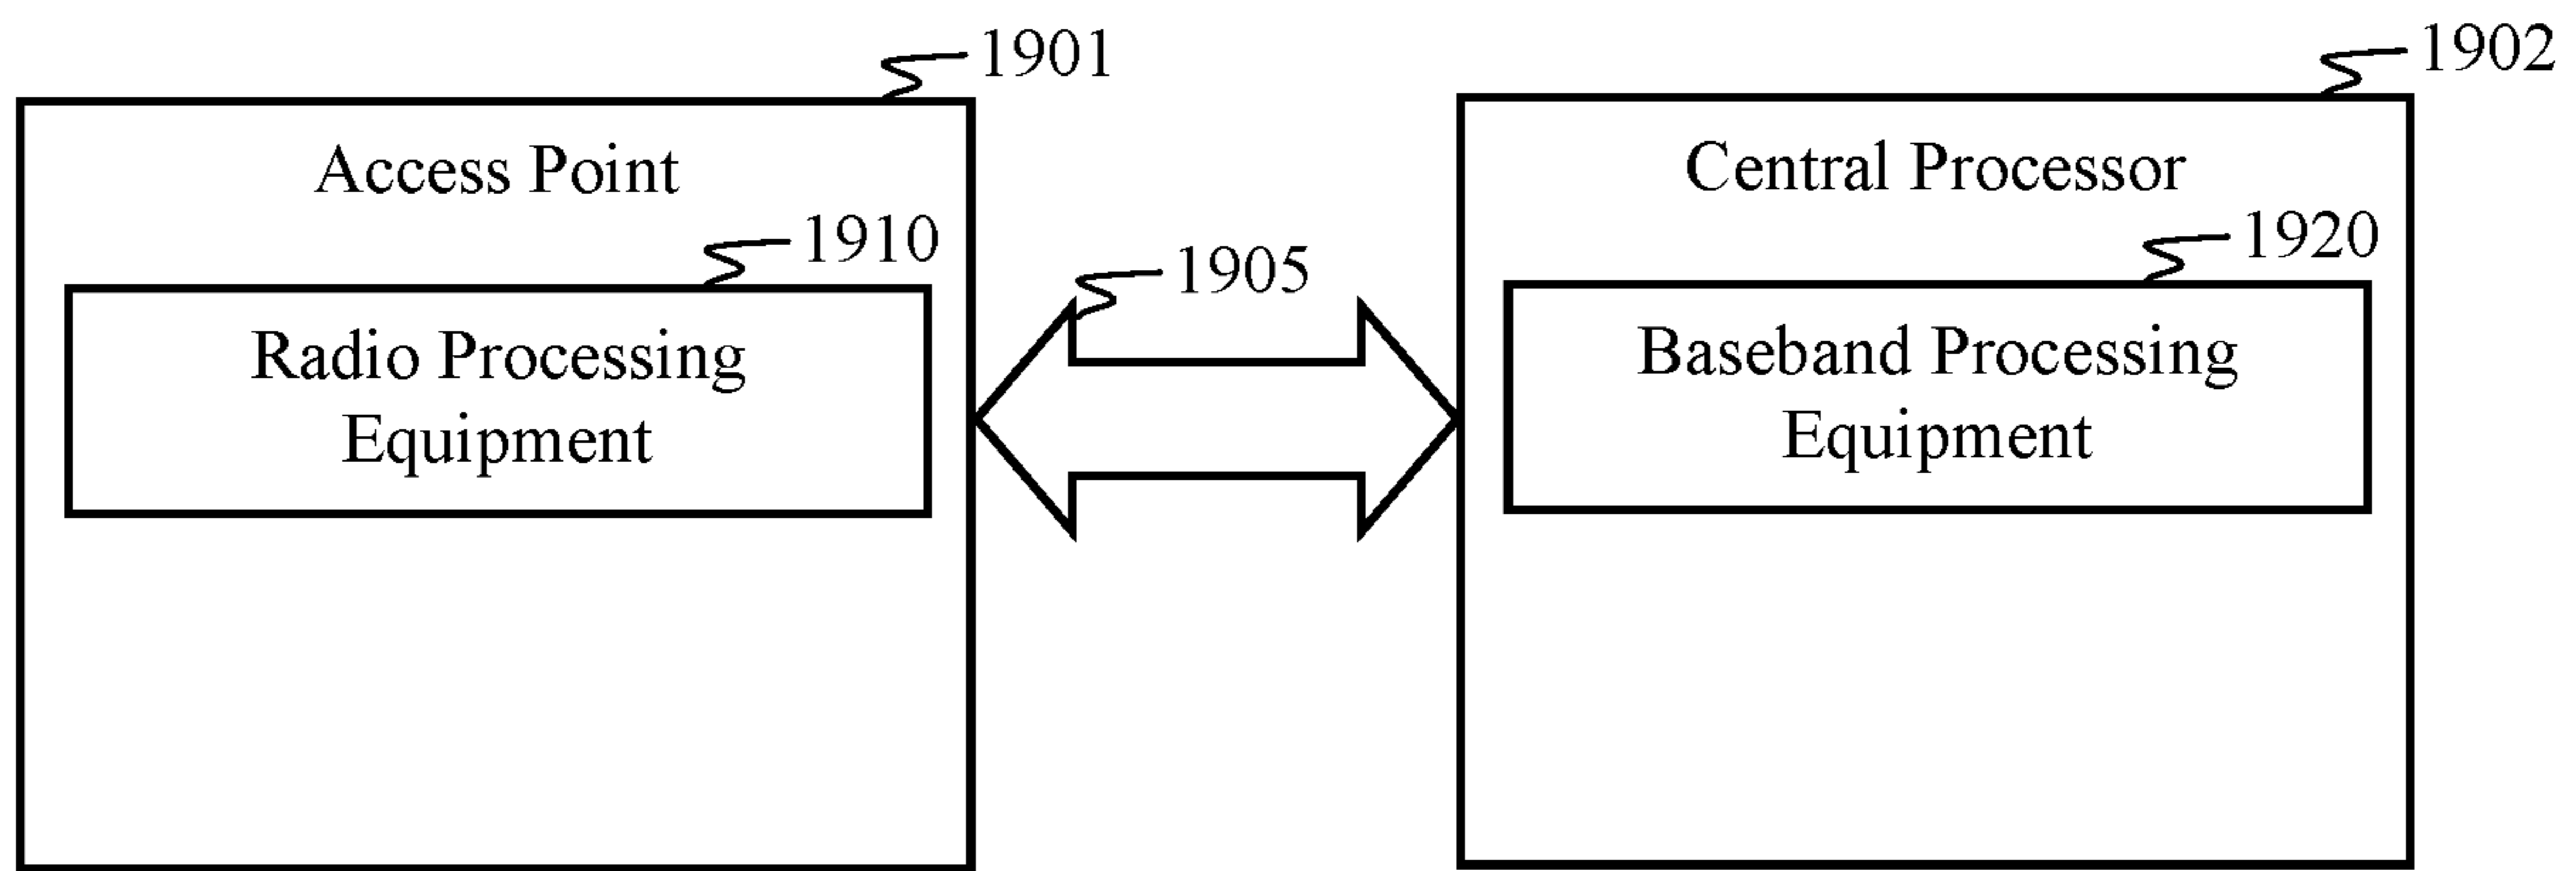 1901
Access Point
1910
Radio Processing
Equipment
1905
1902
Central Processor
1920
Baseband Processing
Equipment